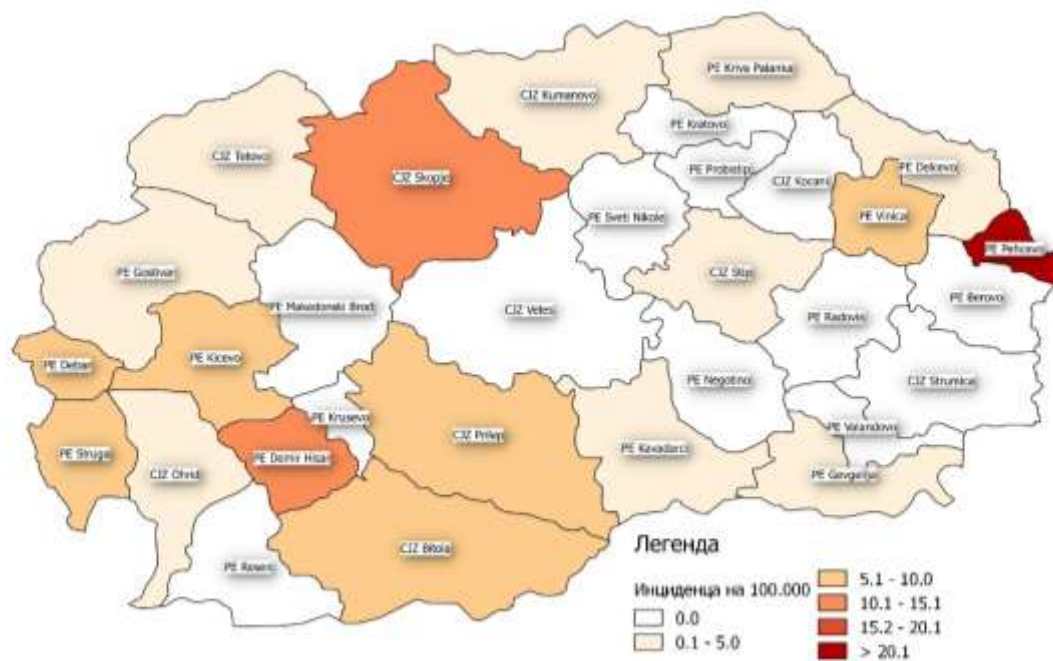 PE Kriva Palanka
CJZ Kumanovo
PE Kratovo
CJZ Tetovo
PE Probistip
PE Delcevo
CJZ Skopje
CJZ Kocani
PE Vinica
PE Sveti Nikole
PE Pehcevo
PE Gostivar
CJZ Stip
PE Berovo
PE Makedonski Brod
CJZ Veles
PE Radovis
PE Debar
PE Kicevo
PE Negotino
CJZ Strumica
PE Krusevo
PE Valandovo
CJZ Prilep
PE Struga
PE Demir Hisar
PE Kavadarci
CJZ Ohrid
PE Gevgelija
CJZ Bitola
PE Resen
Легенда
Инциденца на 100.000
0.0
0.1 - 5.0
5.1 - 10.0
10.1 - 15.1
15.2 - 20.1
> 20.1